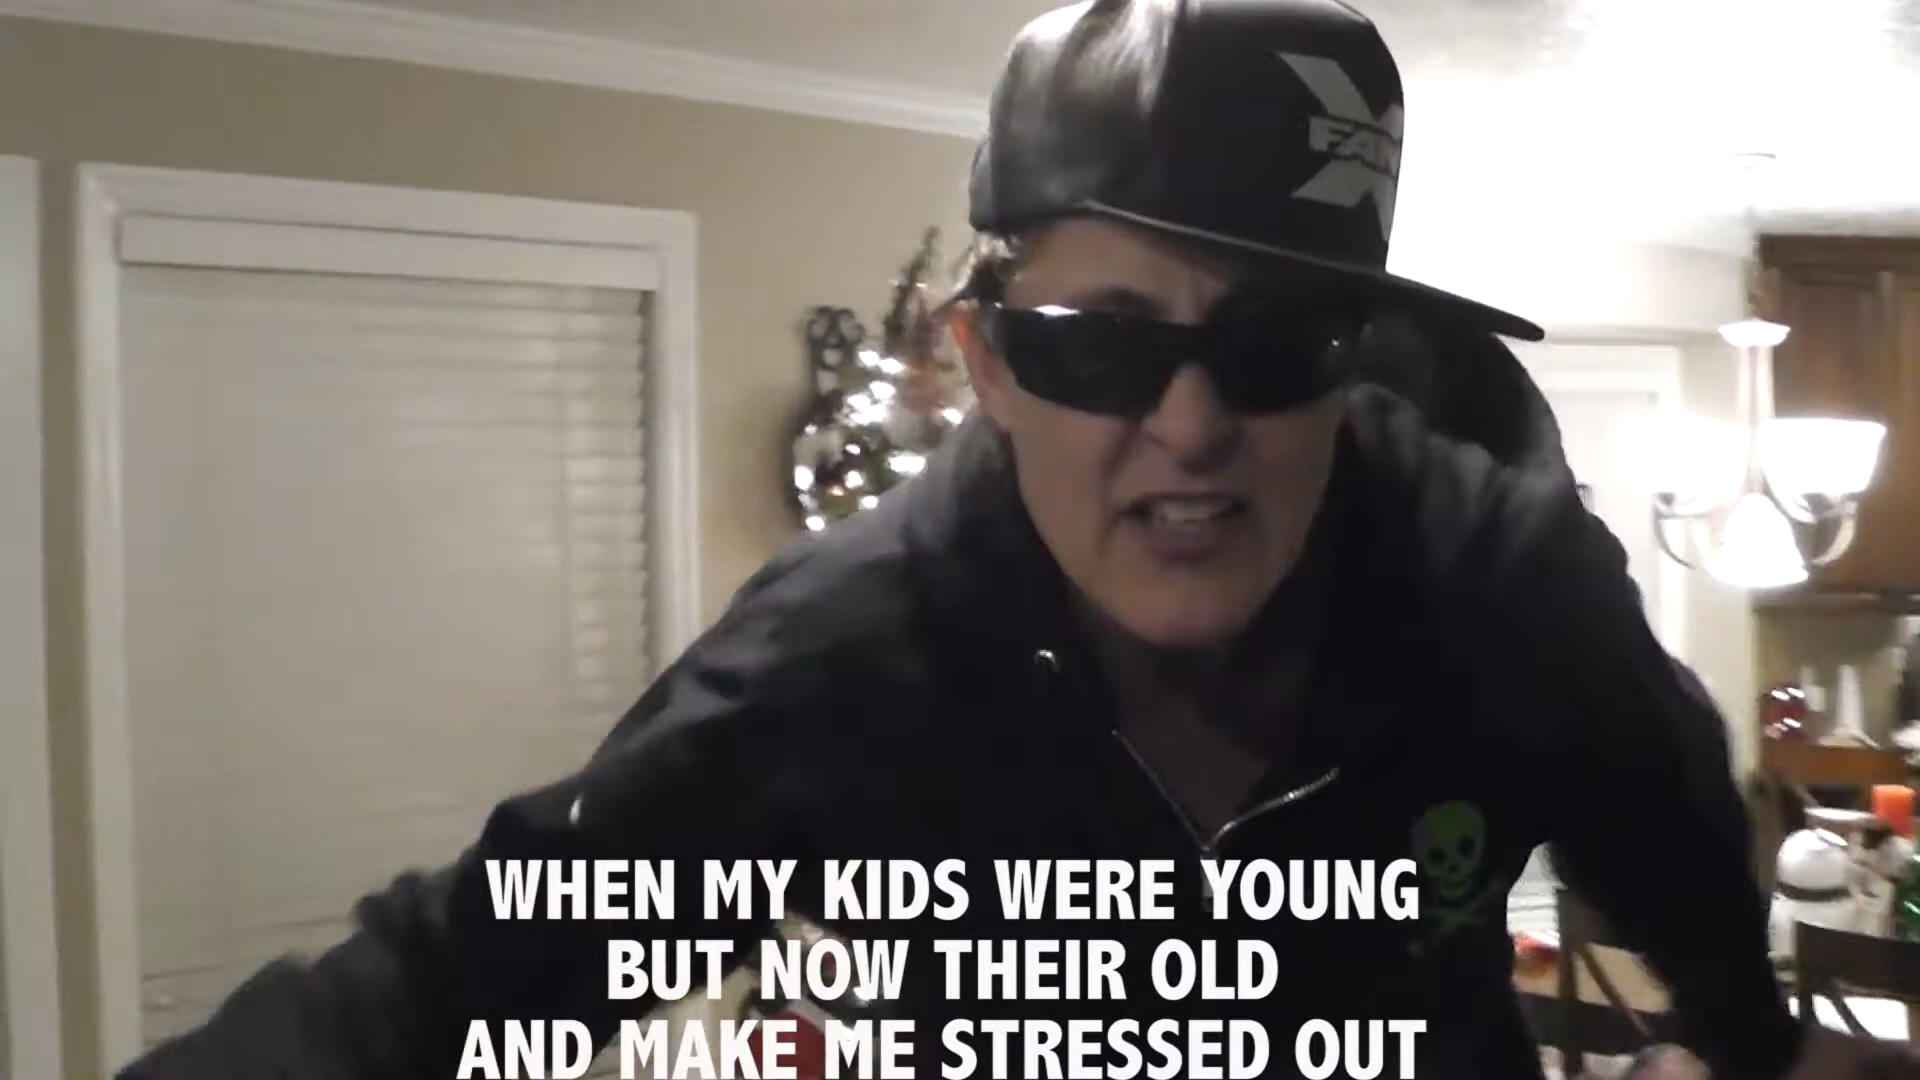 WHEN MY KIDS WERE YOUNG
BUT NOW THEIR OLD
AND MAKE ME STRESSED OUT